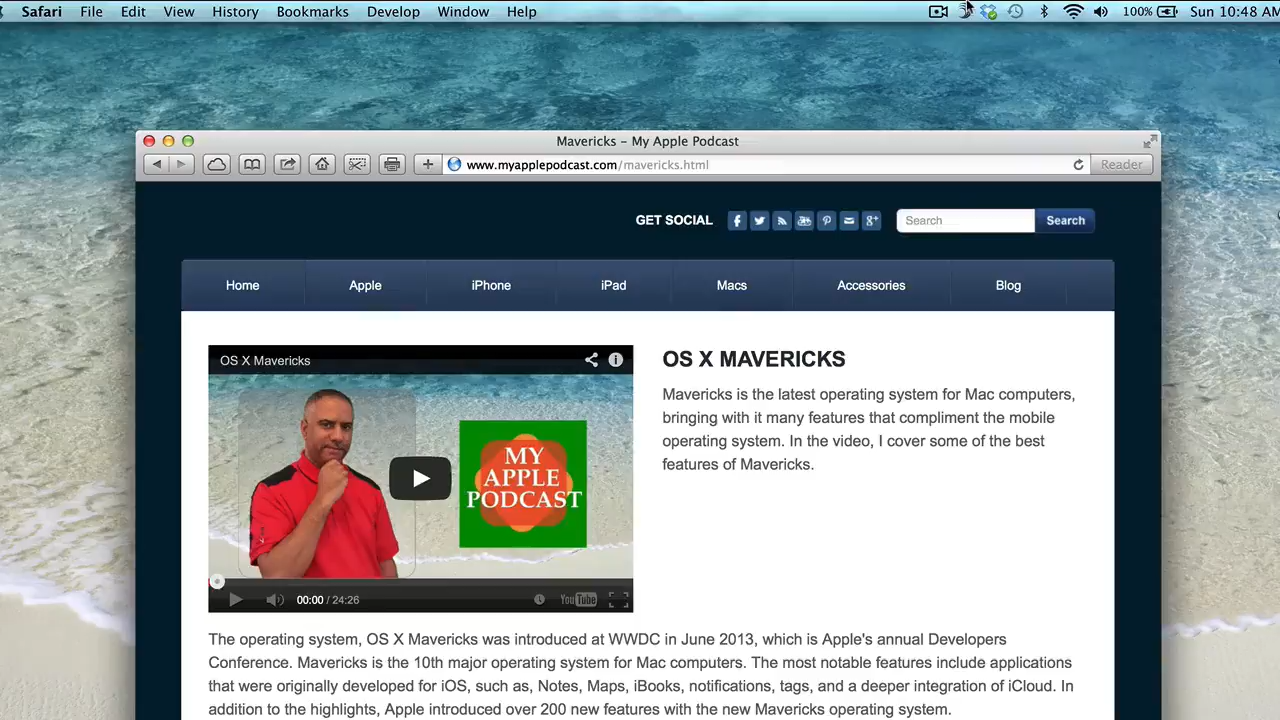 Safari File Edit View History Bookmarks Develop Window Help 100% Sun 10:48 AM
Mavericks – My Apple Podcast
www.myapplepodcast.com/mavericks.html Reader
GET SOCIAL Search Search
Home Apple iPhone iPad Macs Accessories Blog
OS X Mavericks
MY
APPLE
PODCAST
00:00 / 24:26 YouTube
OS X MAVERICKS
Mavericks is the latest operating system for Mac computers,
bringing with it many features that compliment the mobile
operating system. In the video, I cover some of the best
features of Mavericks.
The operating system, OS X Mavericks was introduced at WWDC in June 2013, which is Apple's annual Developers
Conference. Mavericks is the 10th major operating system for Mac computers. The most notable features include applications
that were originally developed for iOS, such as, Notes, Maps, iBooks, notifications, tags, and a deeper integration of iCloud. In
addition to the highlights, Apple introduced over 200 new features with the new Mavericks operating system.